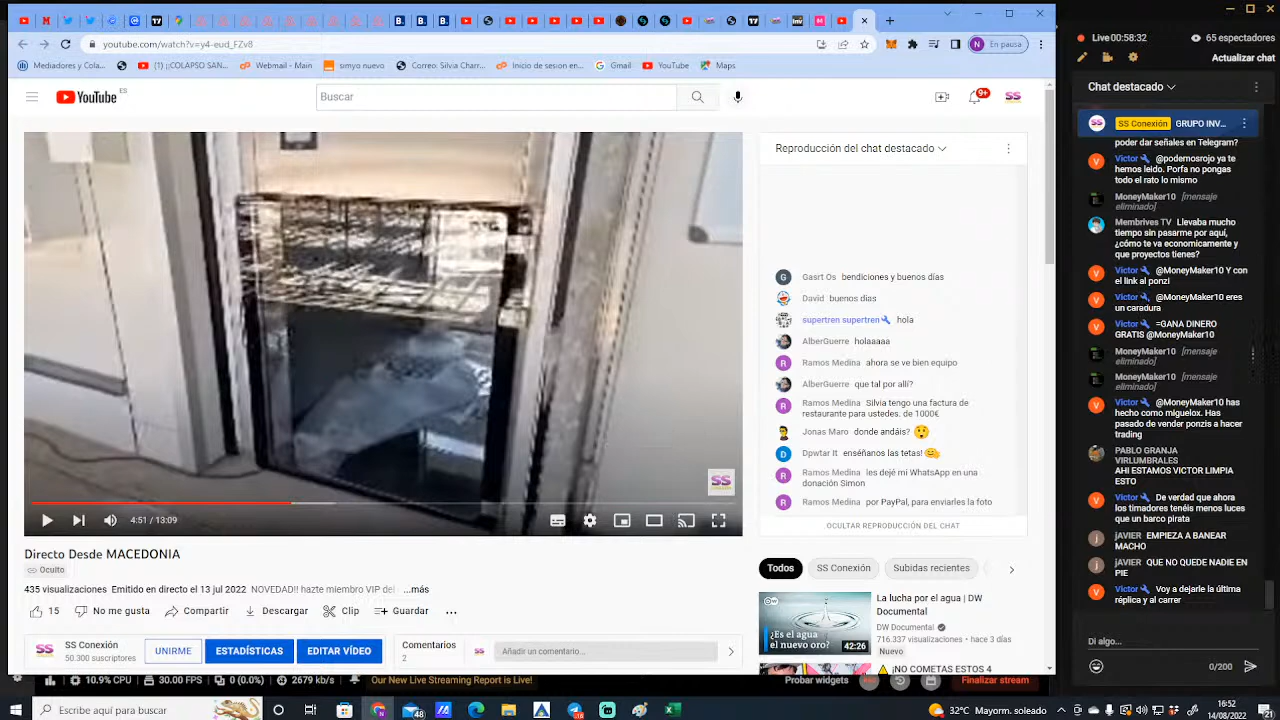 Live 00:58:32
65 espectadores
youtube.com/watch?v=y4-eud_FZv8
En pausa
Actualizar chat
Mediadores y Cola...
(1) ¡¡COLAPSO SAN...
Webmail - Main
simyo nuevo
Correo: Silvia Charr...
Inicio de sesion en...
Gmail
YouTube
Maps
Chat destacado
YouTube ES
Buscar
9+
SS Conexión GRUPO INV...
poder dar señales en Telegram?
Victor @podemosrojo ya te
hemos leido. Porfa no pongas
todo el rato lo mismo
MoneyMaker10 [mensaje
eliminado]
Membrives TV Llevaba mucho
tiempo sin pasarme por aquí,
¿cómo te va economicamente y
que proyectos tienes?
Victor @MoneyMaker10 Y con
el link al ponzi
Victor @MoneyMaker10 eres
un caradura
Victor =GANA DINERO
GRATIS @MoneyMaker10
MoneyMaker10 [mensaje
eliminado]
MoneyMaker10 [mensaje
eliminado]
Victor @MoneyMaker10 has
hecho como miguelox. Has
pasado de vender ponzis a hacer
trading
PABLO GRANJA
VIRLUMBRALES
AHI ESTAMOS VICTOR LIMPIA
ESTO
Victor De verdad que ahora
los timadores tenéis menos luces
que un barco pirata
jAVIER EMPIEZA A BANEAR
MACHO
jAVIER QUE NO QUEDE NADIE EN
PIE
Victor Voy a dejarle la última
réplica y al carrer
Di algo...
0/200
Reproducción del chat destacado
Gasrt Os bendiciones y buenos días
David buenos dias
supertren supertren hola
AlberGuerre holaaaaa
Ramos Medina ahora se ve bien equipo
AlberGuerre que tal por allí?
Ramos Medina Silvia tengo una factura de
restaurante para ustedes. de 1000€
Jonas Maro donde andáis?
Dpwtar It enséñanos las tetas!
Ramos Medina les dejé mi WhatsApp en una
donación Simon
Ramos Medina por PayPal, para enviarles la foto
OCULTAR REPRODUCCIÓN DEL CHAT
4:51 / 13:09
Directo Desde MACEDONIA
Oculto
435 visualizaciones Emitido en directo el 13 jul 2022 NOVEDAD!! hazte miembro VIP del ...más
15 No me gusta Compartir Descargar Clip Guardar
SS Conexión
50.300 suscriptores
UNIRME
ESTADÍSTICAS
EDITAR VÍDEO
Comentarios
2
Añadir un comentario...
Todos
SS Conexión
Subidas recientes
¿Es el agua
el nuevo oro?
42:26
La lucha por el agua | DW
Documental
DW Documental
716.337 visualizaciones • hace 3 días
Nuevo
¡NO COMETAS ESTOS 4
10.9% CPU
30.00 FPS
0 (0.0%)
2679 kb/s
Our New Live Streaming Report is Live!
Probar widgets
Finalizar stream
Escribe aquí para buscar
48
18
32°C Mayorm. soleado
16:52
14/08/2022
21